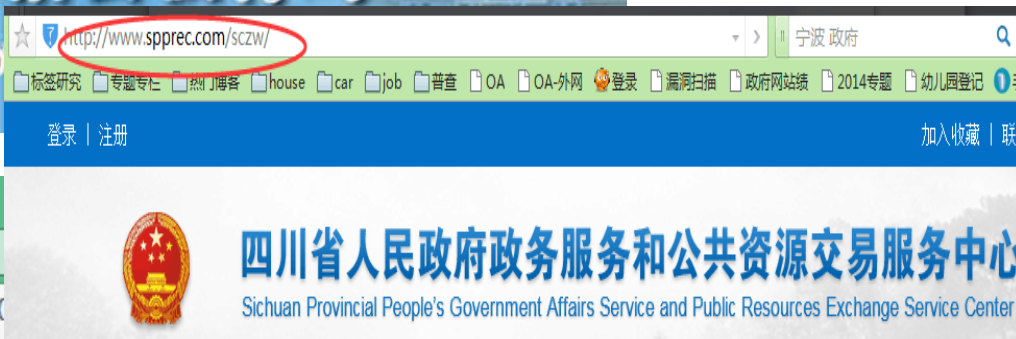 http://www.spprec.com/sczw/ 宁波 政府
标签研究 专题专栏 热门博客 house car job 普查 OA OA-外网 登录 漏洞扫描 政府网站绩 2014专题 幼儿园登记
登录 | 注册 加入收藏 | 联
四川省人民政府政务服务和公共资源交易服务中心
Sichuan Provincial People's Government Affairs Service and Public Resources Exchange Service Center